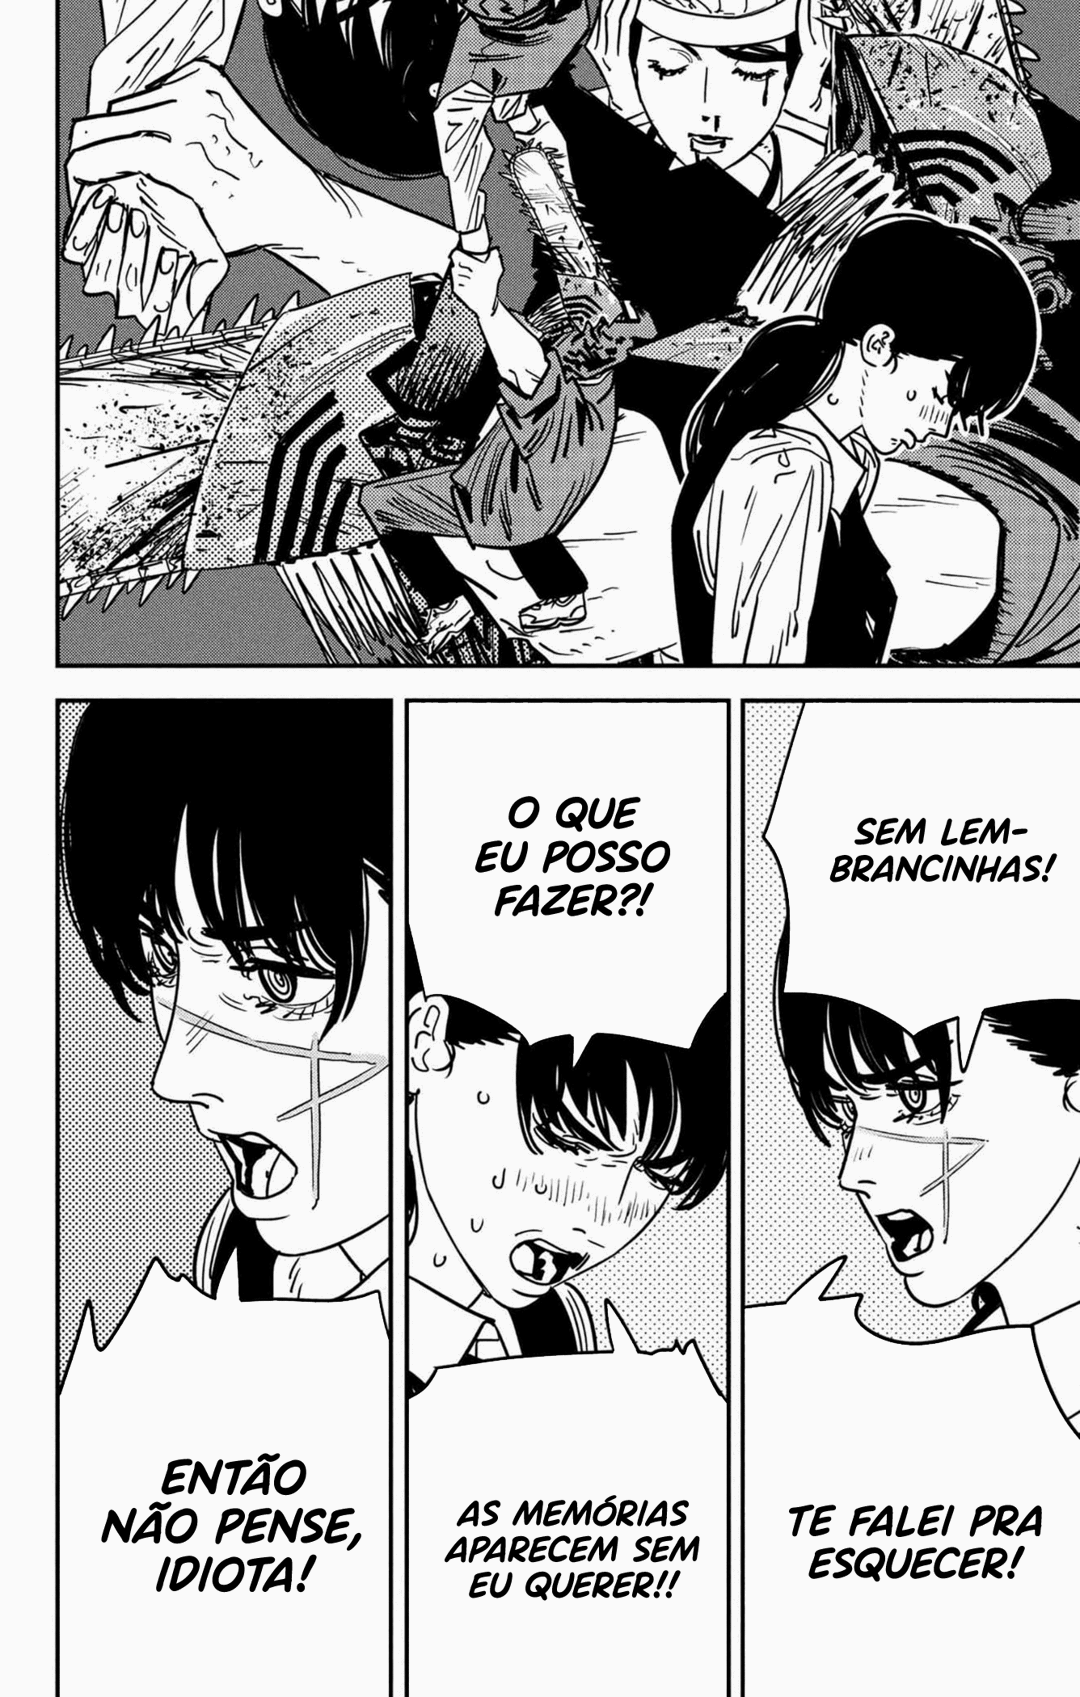 SEM LEM-
BRANCINHAS!
TE FALEI PRA
ESQUECER!
O QUE
EU POSSO
FAZER?!
AS MEMÓRIAS
APARECEM SEM
EU QUERER!!
ENTÃO
NÃO PENSE,
IDIOTA!